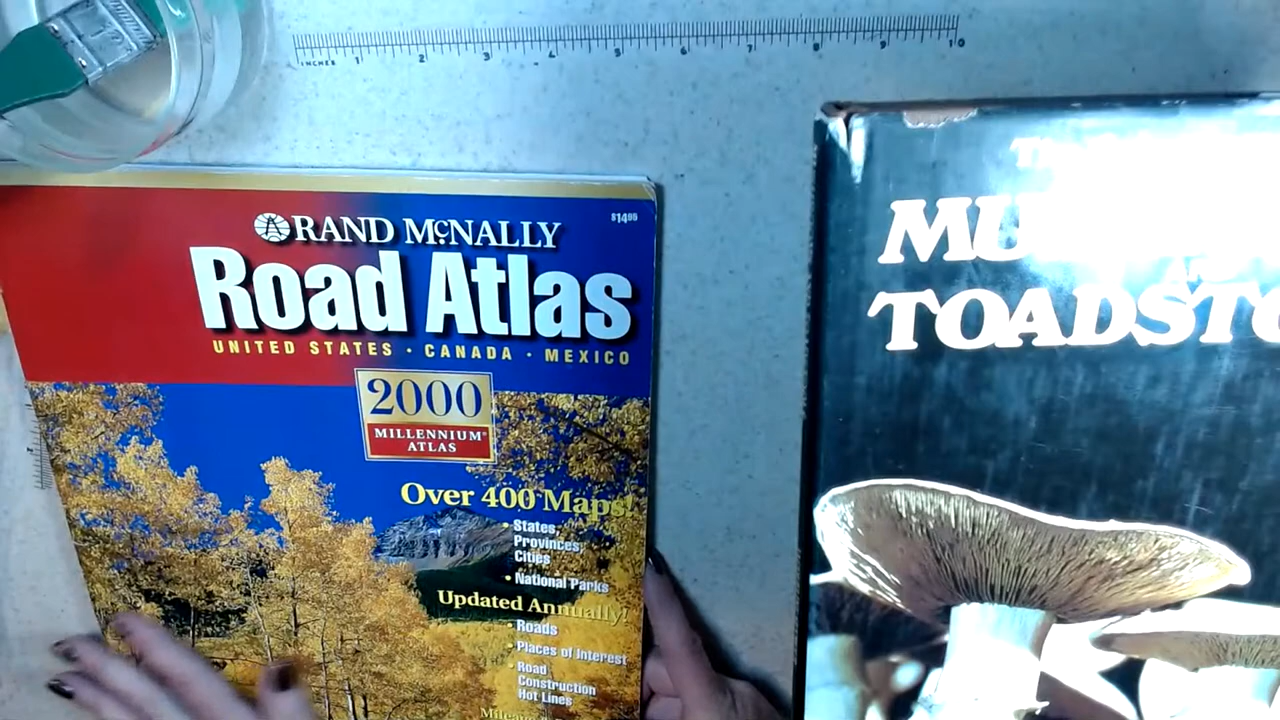 INCHES 1 2 3 4 5 6 7 8 9 10
RAND McNALLY
$14.95
Road Atlas
UNITED STATES · CANADA · MEXICO
2000
MILLENNIUM
ATLAS
Over 400 Maps!
• States,
Provinces,
Cities
• National Parks
Updated Annually!
• Roads
• Places of Interest
• Road
Construction
Hot Lines
MU
TOADSTO